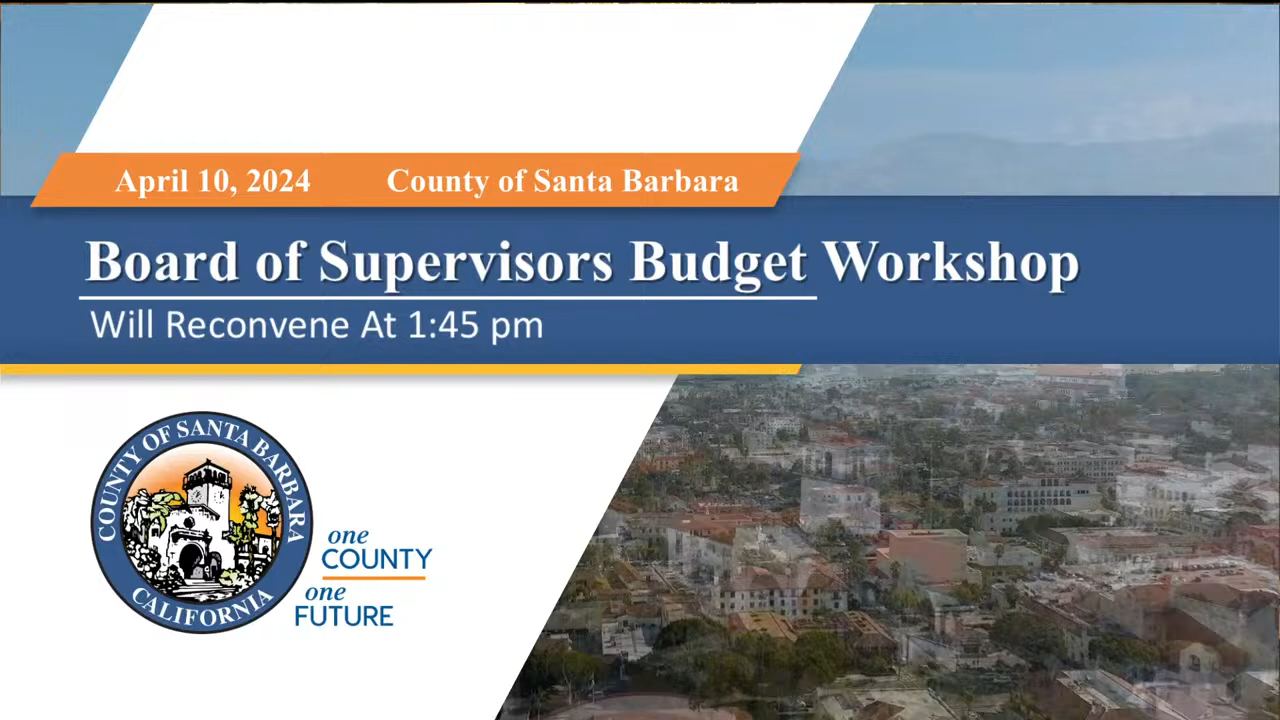 April 10, 2024 County of Santa Barbara
Board of Supervisors Budget Workshop
Will Reconvene At 1:45 pm
COUNTY OF SANTA BARBARA
CALIFORNIA
one
COUNTY
one
FUTURE